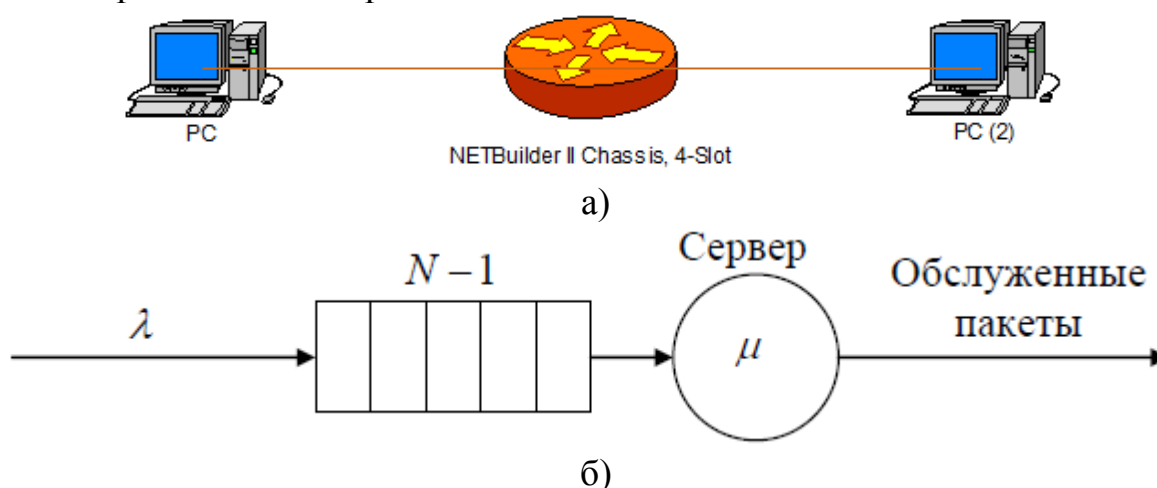 PC
PC (2)
NETBuilder II Chassis, 4-Slot
а)
N − 1
Сервер
Обслуженные
пакеты
λ
μ
б)